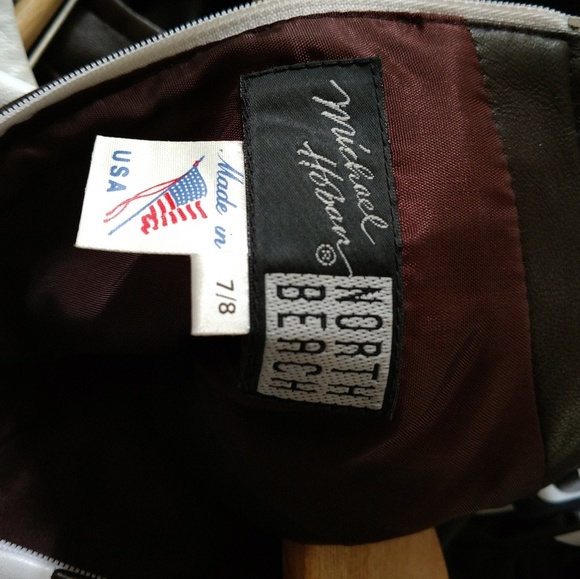 Michael
Hoban®
NORTH
BEACH
Made in
USA
7/8